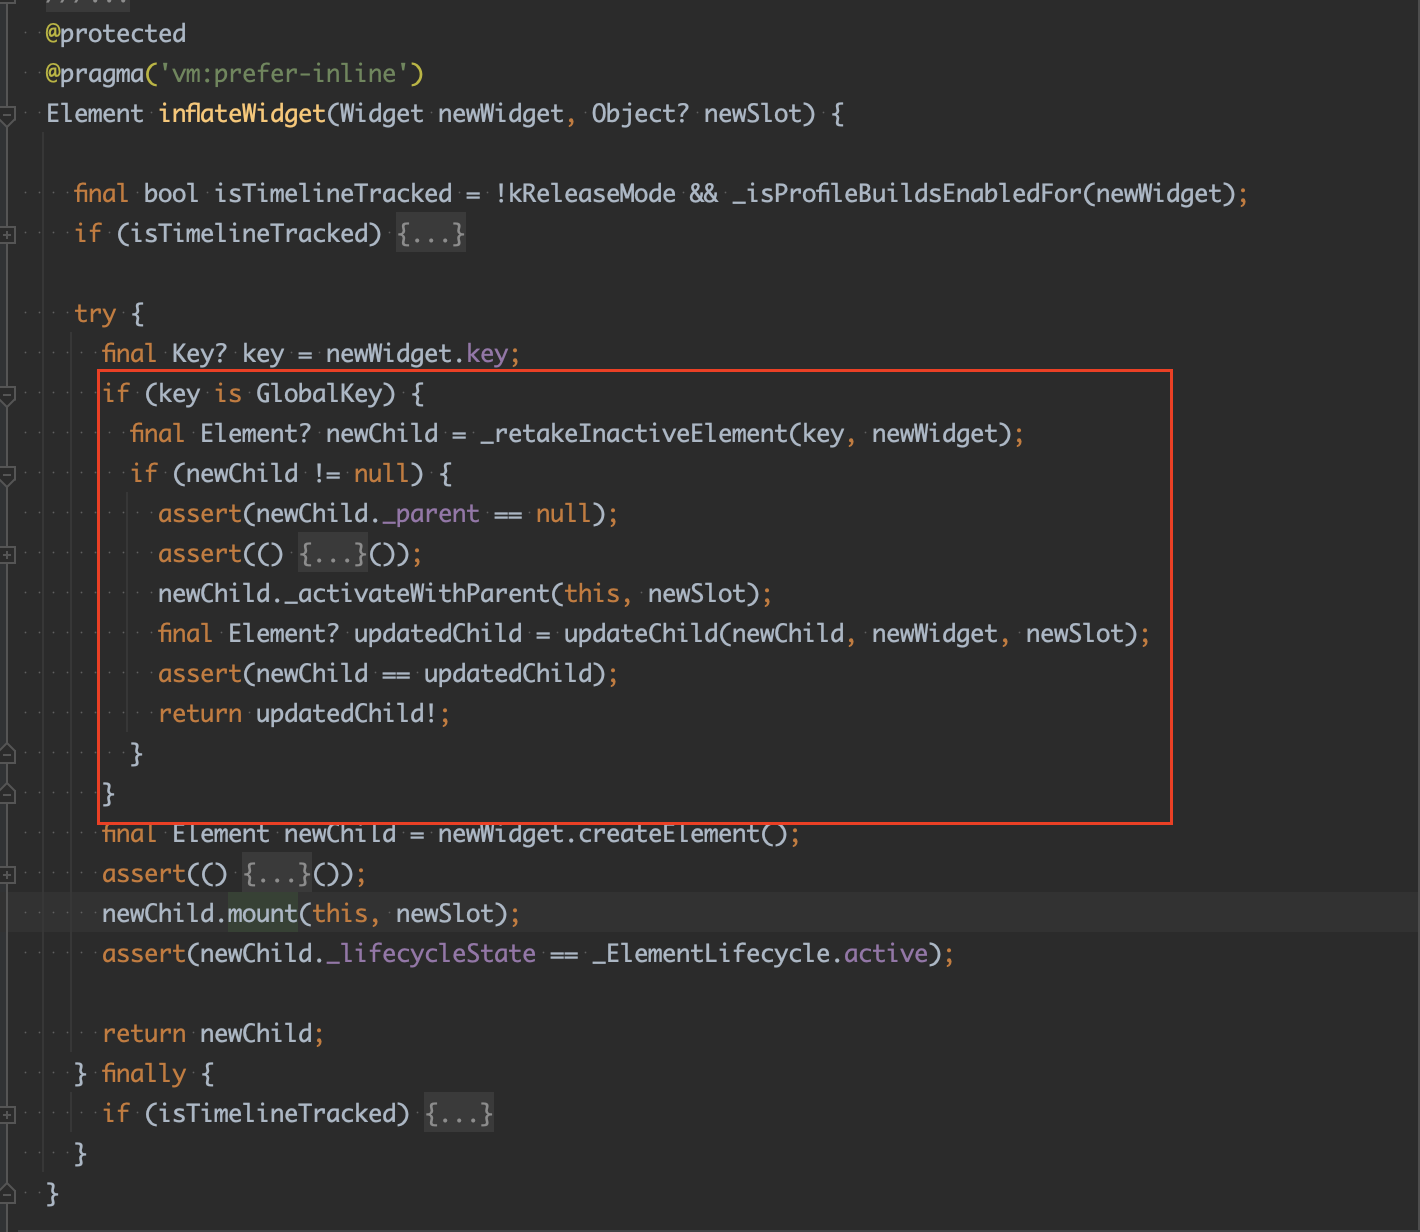 @protected
@pragma('vm:prefer-inline')
Element inflateWidget(Widget newWidget, Object? newSlot) {
final bool isTimelineTracked = !kReleaseMode && _isProfileBuildsEnabledFor(newWidget);
if (isTimelineTracked) {...}
try {
final Key? key = newWidget.key;
if (key is GlobalKey) {
final Element? newChild = _retakeInactiveElement(key, newWidget);
if (newChild != null) {
assert(newChild._parent == null);
assert(() {...}());
newChild._activateWithParent(this, newSlot);
final Element? updatedChild = updateChild(newChild, newWidget, newSlot);
assert(newChild == updatedChild);
return updatedChild!;
}
}
final Element newChild = newWidget.createElement();
assert(() {...}());
newChild.mount(this, newSlot);
assert(newChild._lifecycleState == _ElementLifecycle.active);
return newChild;
} finally {
if (isTimelineTracked) {...}
}
}